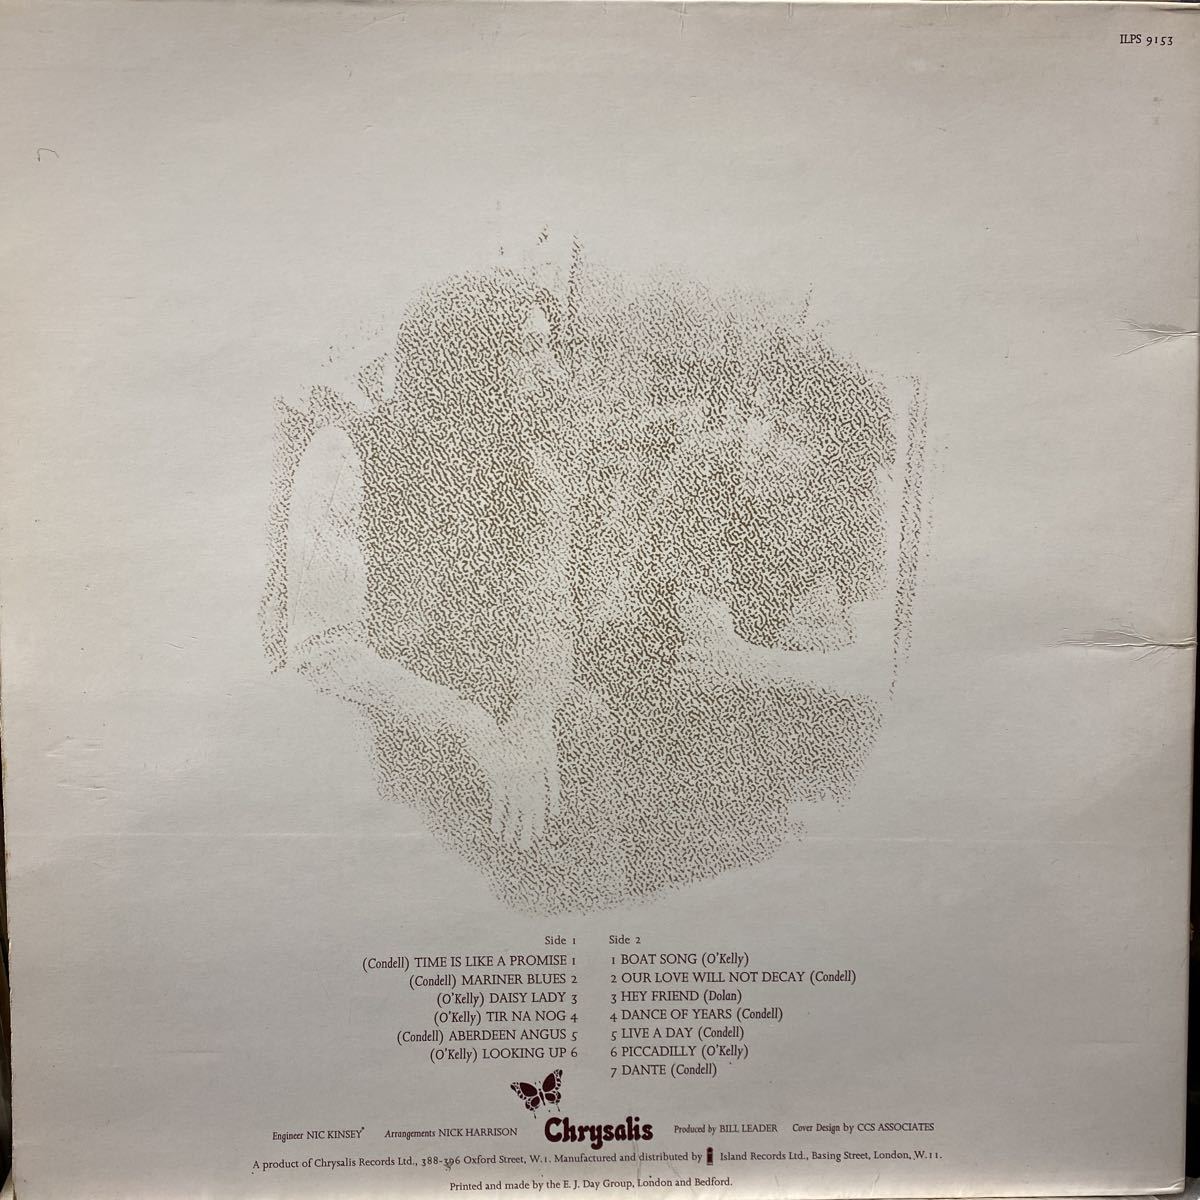 ILPS 9153
Side 1
(Condell) TIME IS LIKE A PROMISE 1
(Condell) MARINER BLUES 2
(O'Kelly) DAISY LADY 3
(O'Kelly) TIR NA NOG 4
(Condell) ABERDEEN ANGUS 5
(O'Kelly) LOOKING UP 6
Side 2
1 BOAT SONG (O'Kelly)
2 OUR LOVE WILL NOT DECAY (Condell)
3 HEY FRIEND (Dolan)
4 DANCE OF YEARS (Condell)
5 LIVE A DAY (Condell)
6 PICCADILLY (O'Kelly)
7 DANTE (Condell)
Engineer NIC KINSEY Arrangements NICK HARRISON Chrysalis Produced by BILL LEADER Cover Design by CCS ASSOCIATES
A product of Chrysalis Records Ltd., 388-396 Oxford Street, W.1. Manufactured and distributed by Island Records Ltd., Basing Street, London, W.11.
Printed and made by the E. J. Day Group, London and Bedford.